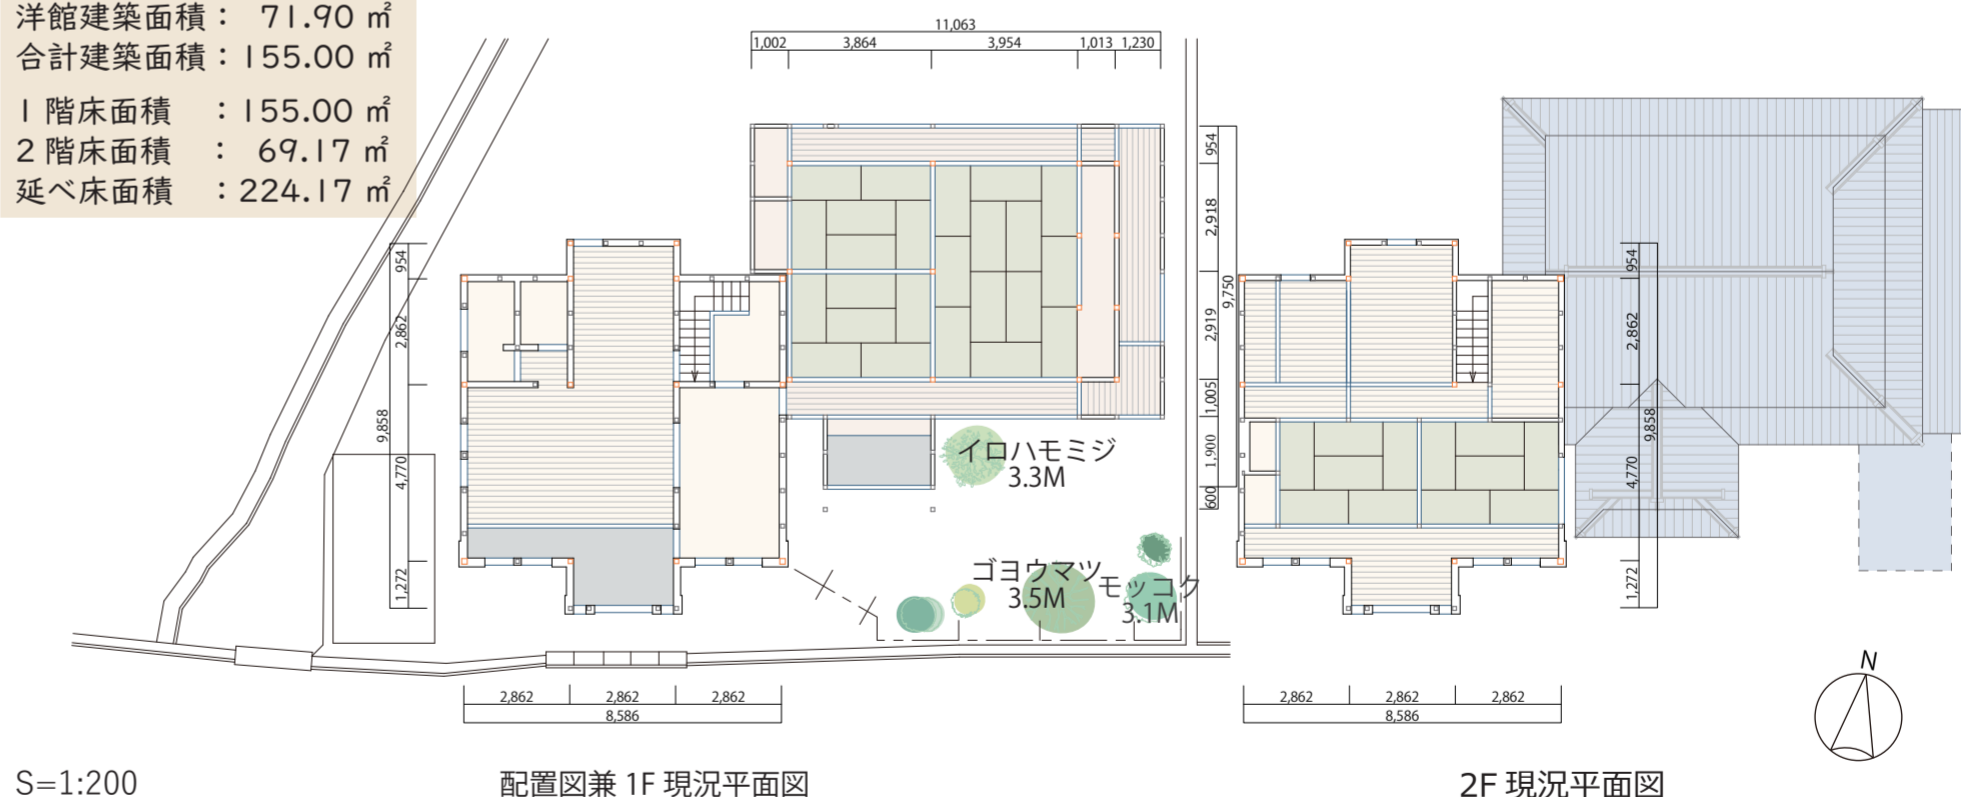 洋館建築面積： 71.90 ㎡
合計建築面積：155.00 ㎡
1 階床面積 ：155.00 ㎡
2 階床面積 ： 69.17 ㎡
延べ床面積 ：224.17 ㎡
11,063
1,002 3,864 3,954 1,013 1,230
954
2,918
2,919
9,750
1,005
1,900
600
954
2,862
9,858
4,770
1,272
イロハモミジ
3.3M
ゴヨウマツ
3.5M
モッコク
3.1M
954
2,862
9,858
4,770
1,272
2,862 2,862 2,862
8,586
2,862 2,862 2,862
8,586
N
S=1:200
配置図兼 1F 現況平面図
2F 現況平面図